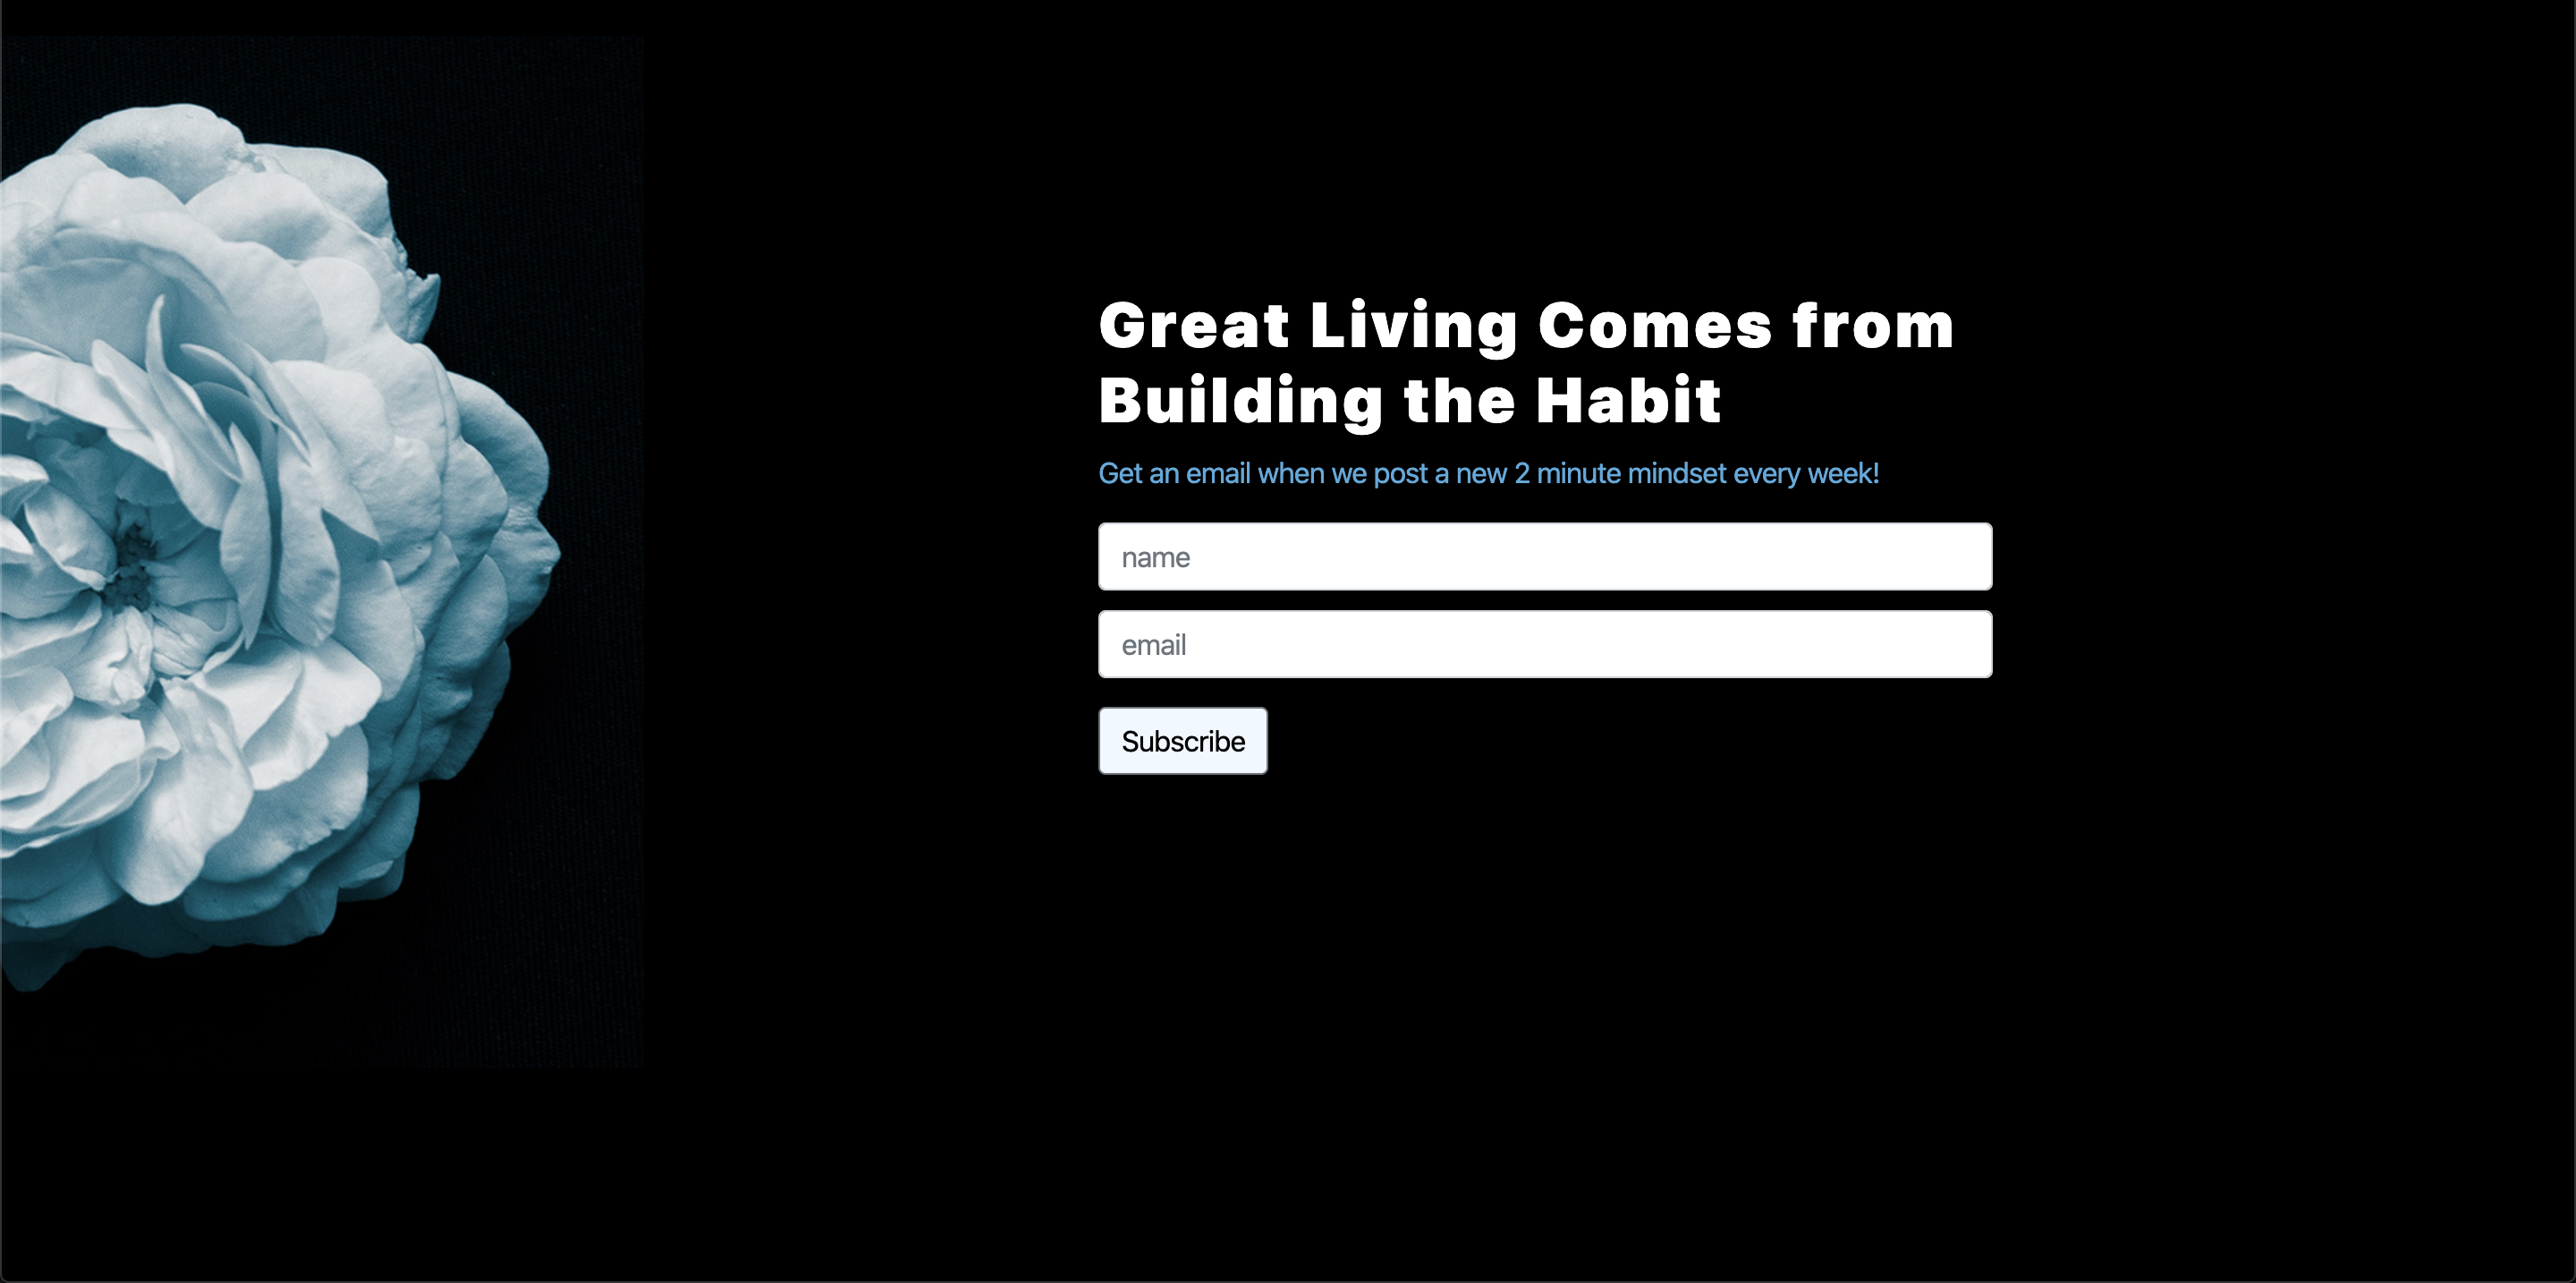 Great Living Comes from
Building the Habit
Get an email when we post a new 2 minute mindset every week!
name
email
Subscribe